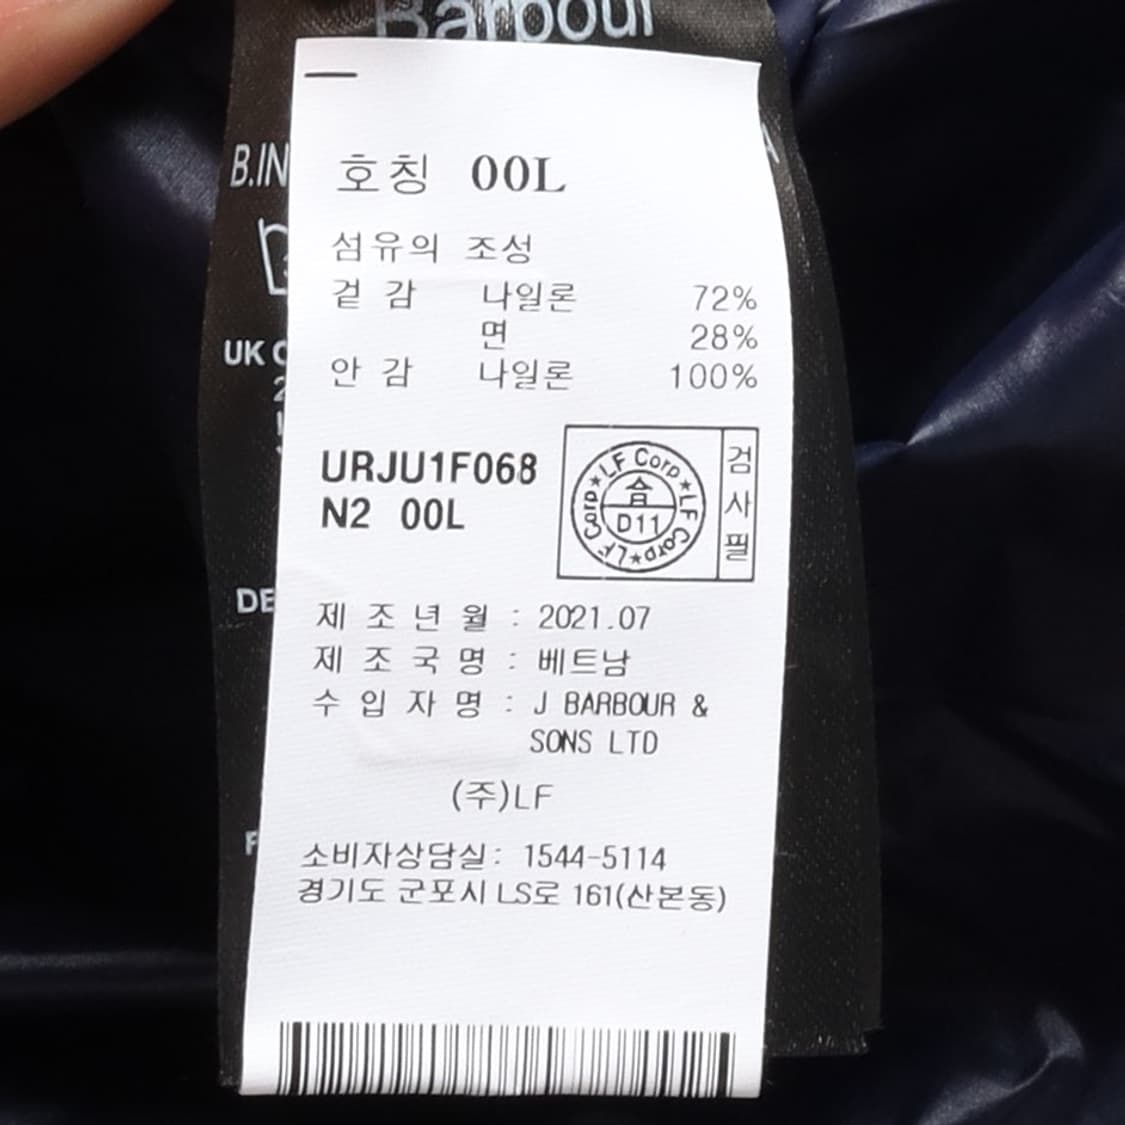 Barbour
B.IN
호칭 00L
섬유의 조성
겉 감 나일론 72%
면 28%
안 감 나일론 100%
UK
URJU1F068
N2 00L
LF Corp★LF Corp★LF Corp★
合
D11
검사필
DE
제 조 년 월 : 2021.07
제 조 국 명 : 베트남
수 입 자 명 : J BARBOUR &
SONS LTD
(주)LF
소비자상담실: 1544-5114
경기도 군포시 LS로 161(산본동)